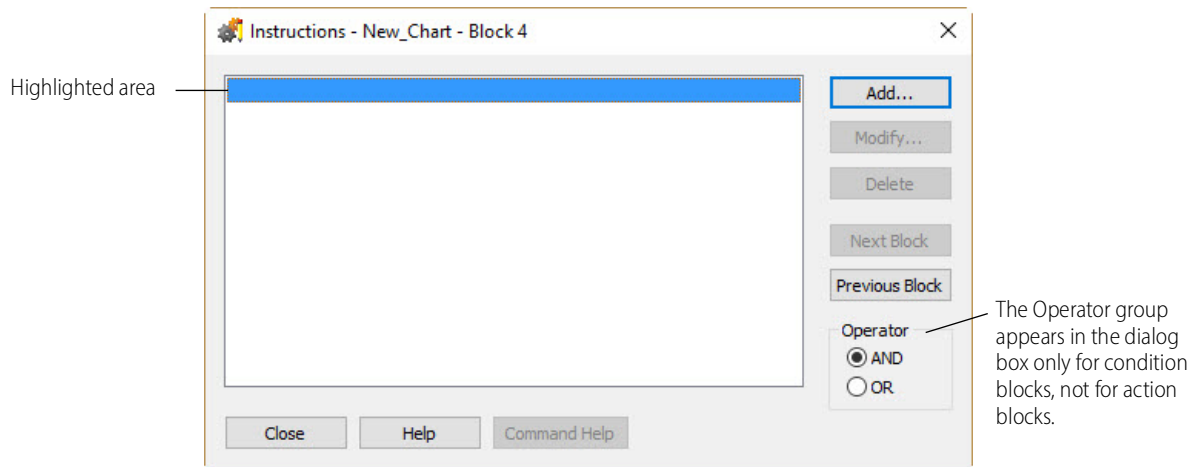 Instructions - New_Chart - Block 4
Highlighted area
Add...
Modify...
Delete
Next Block
Previous Block
Operator
AND
OR
The Operator group
appears in the dialog
box only for condition
blocks, not for action
blocks.
Close
Help
Command Help